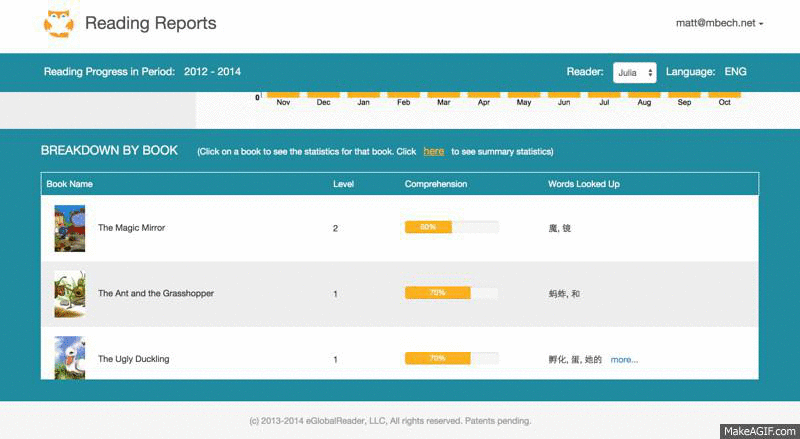 Reading Reports
matt@mbech.net
Reading Progress in Period: 2012 - 2014 Reader: Julia Language: ENG
0
Nov Dec Jan Feb Mar Apr May Jun Jul Aug Sep Oct
BREAKDOWN BY BOOK (Click on a book to see the statistics for that book. Click here to see summary statistics)
Book Name Level Comprehension Words Looked Up
The Magic Mirror 2 50% 魔, 镜
The Ant and the Grasshopper 1 70% 蚂蚱, 和
The Ugly Duckling 1 70% 孵化, 蛋, 她的 more...
(c) 2013-2014 eGlobalReader, LLC, All rights reserved. Patents pending.
MakeAGIF.com